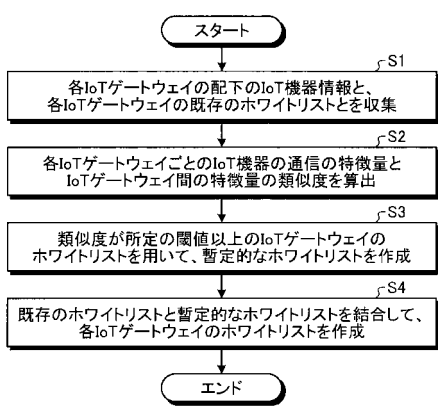 スタート
S1
各IoTゲートウェイの配下のIoT機器情報と、
各IoTゲートウェイの既存のホワイトリストとを収集
S2
各IoTゲートウェイごとのIoT機器の通信の特徴量と
IoTゲートウェイ間の特徴量の類似度を算出
S3
類似度が所定の閾値以上のIoTゲートウェイの
ホワイトリストを用いて、暫定的なホワイトリストを作成
S4
既存のホワイトリストと暫定的なホワイトリストを結合して、
各IoTゲートウェイのホワイトリストを作成
エンド